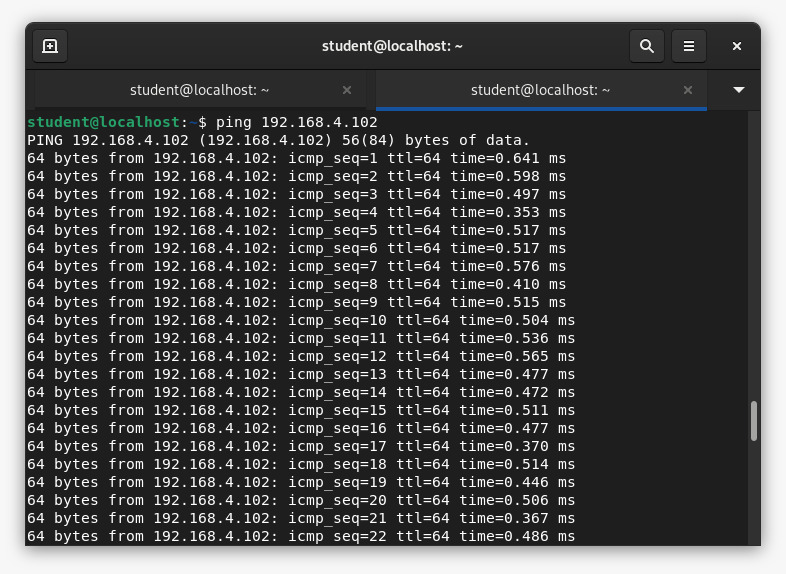 student@localhost: ~
student@localhost: ~
student@localhost: ~
student@localhost:~$ ping 192.168.4.102
PING 192.168.4.102 (192.168.4.102) 56(84) bytes of data.
64 bytes from 192.168.4.102: icmp_seq=1 ttl=64 time=0.641 ms
64 bytes from 192.168.4.102: icmp_seq=2 ttl=64 time=0.598 ms
64 bytes from 192.168.4.102: icmp_seq=3 ttl=64 time=0.497 ms
64 bytes from 192.168.4.102: icmp_seq=4 ttl=64 time=0.353 ms
64 bytes from 192.168.4.102: icmp_seq=5 ttl=64 time=0.517 ms
64 bytes from 192.168.4.102: icmp_seq=6 ttl=64 time=0.517 ms
64 bytes from 192.168.4.102: icmp_seq=7 ttl=64 time=0.576 ms
64 bytes from 192.168.4.102: icmp_seq=8 ttl=64 time=0.410 ms
64 bytes from 192.168.4.102: icmp_seq=9 ttl=64 time=0.515 ms
64 bytes from 192.168.4.102: icmp_seq=10 ttl=64 time=0.504 ms
64 bytes from 192.168.4.102: icmp_seq=11 ttl=64 time=0.536 ms
64 bytes from 192.168.4.102: icmp_seq=12 ttl=64 time=0.565 ms
64 bytes from 192.168.4.102: icmp_seq=13 ttl=64 time=0.477 ms
64 bytes from 192.168.4.102: icmp_seq=14 ttl=64 time=0.472 ms
64 bytes from 192.168.4.102: icmp_seq=15 ttl=64 time=0.511 ms
64 bytes from 192.168.4.102: icmp_seq=16 ttl=64 time=0.477 ms
64 bytes from 192.168.4.102: icmp_seq=17 ttl=64 time=0.370 ms
64 bytes from 192.168.4.102: icmp_seq=18 ttl=64 time=0.514 ms
64 bytes from 192.168.4.102: icmp_seq=19 ttl=64 time=0.446 ms
64 bytes from 192.168.4.102: icmp_seq=20 ttl=64 time=0.506 ms
64 bytes from 192.168.4.102: icmp_seq=21 ttl=64 time=0.367 ms
64 bytes from 192.168.4.102: icmp_seq=22 ttl=64 time=0.486 ms